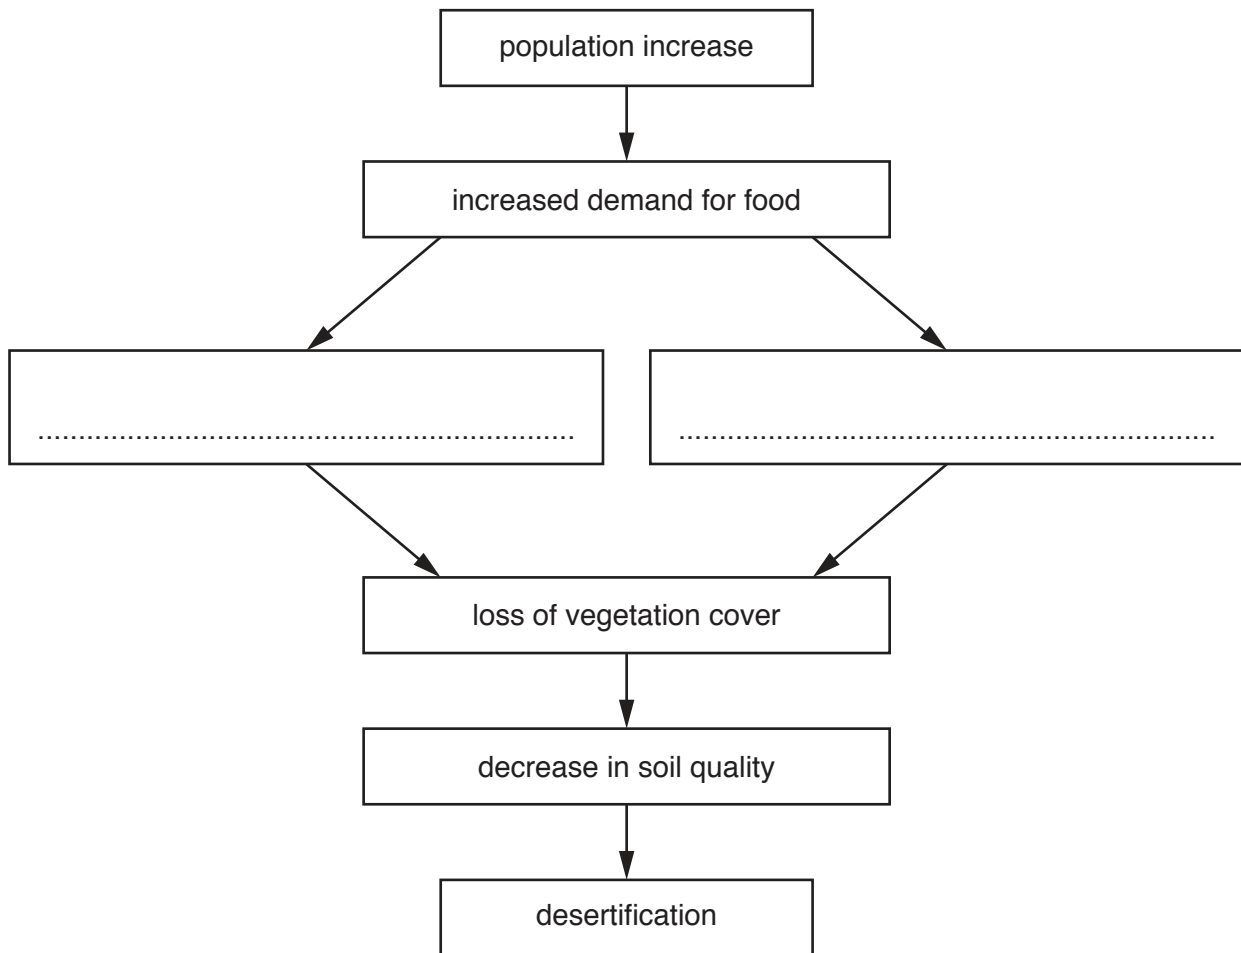 population increase
increased demand for food
..................................................................
..................................................................
loss of vegetation cover
decrease in soil quality
desertification